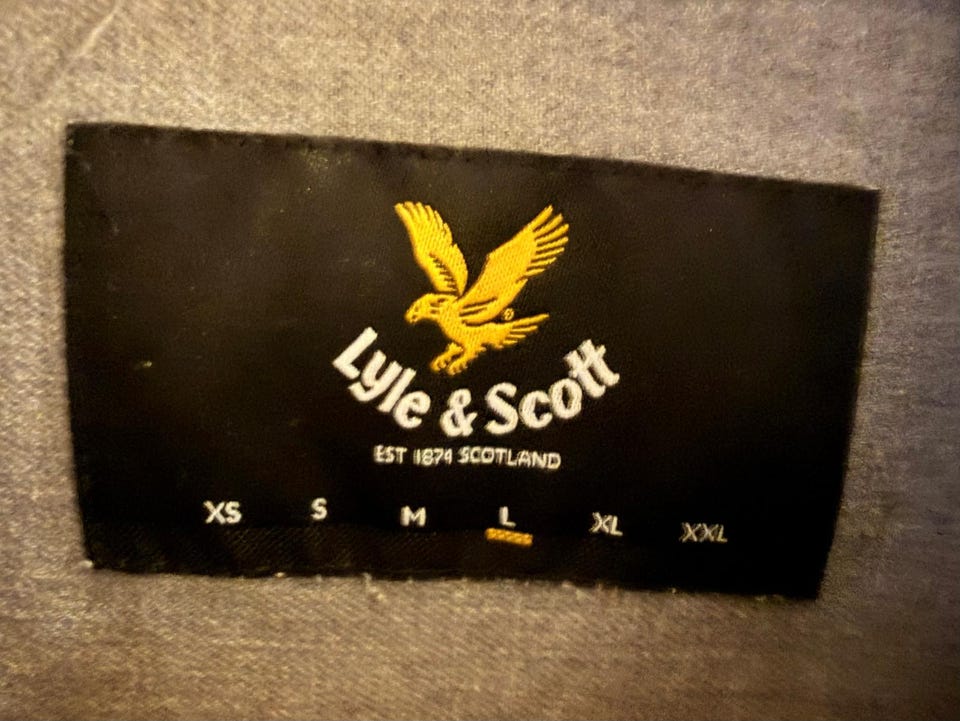 Lyle & Scott
EST 1874 SCOTLAND
XS S M L XL XXL